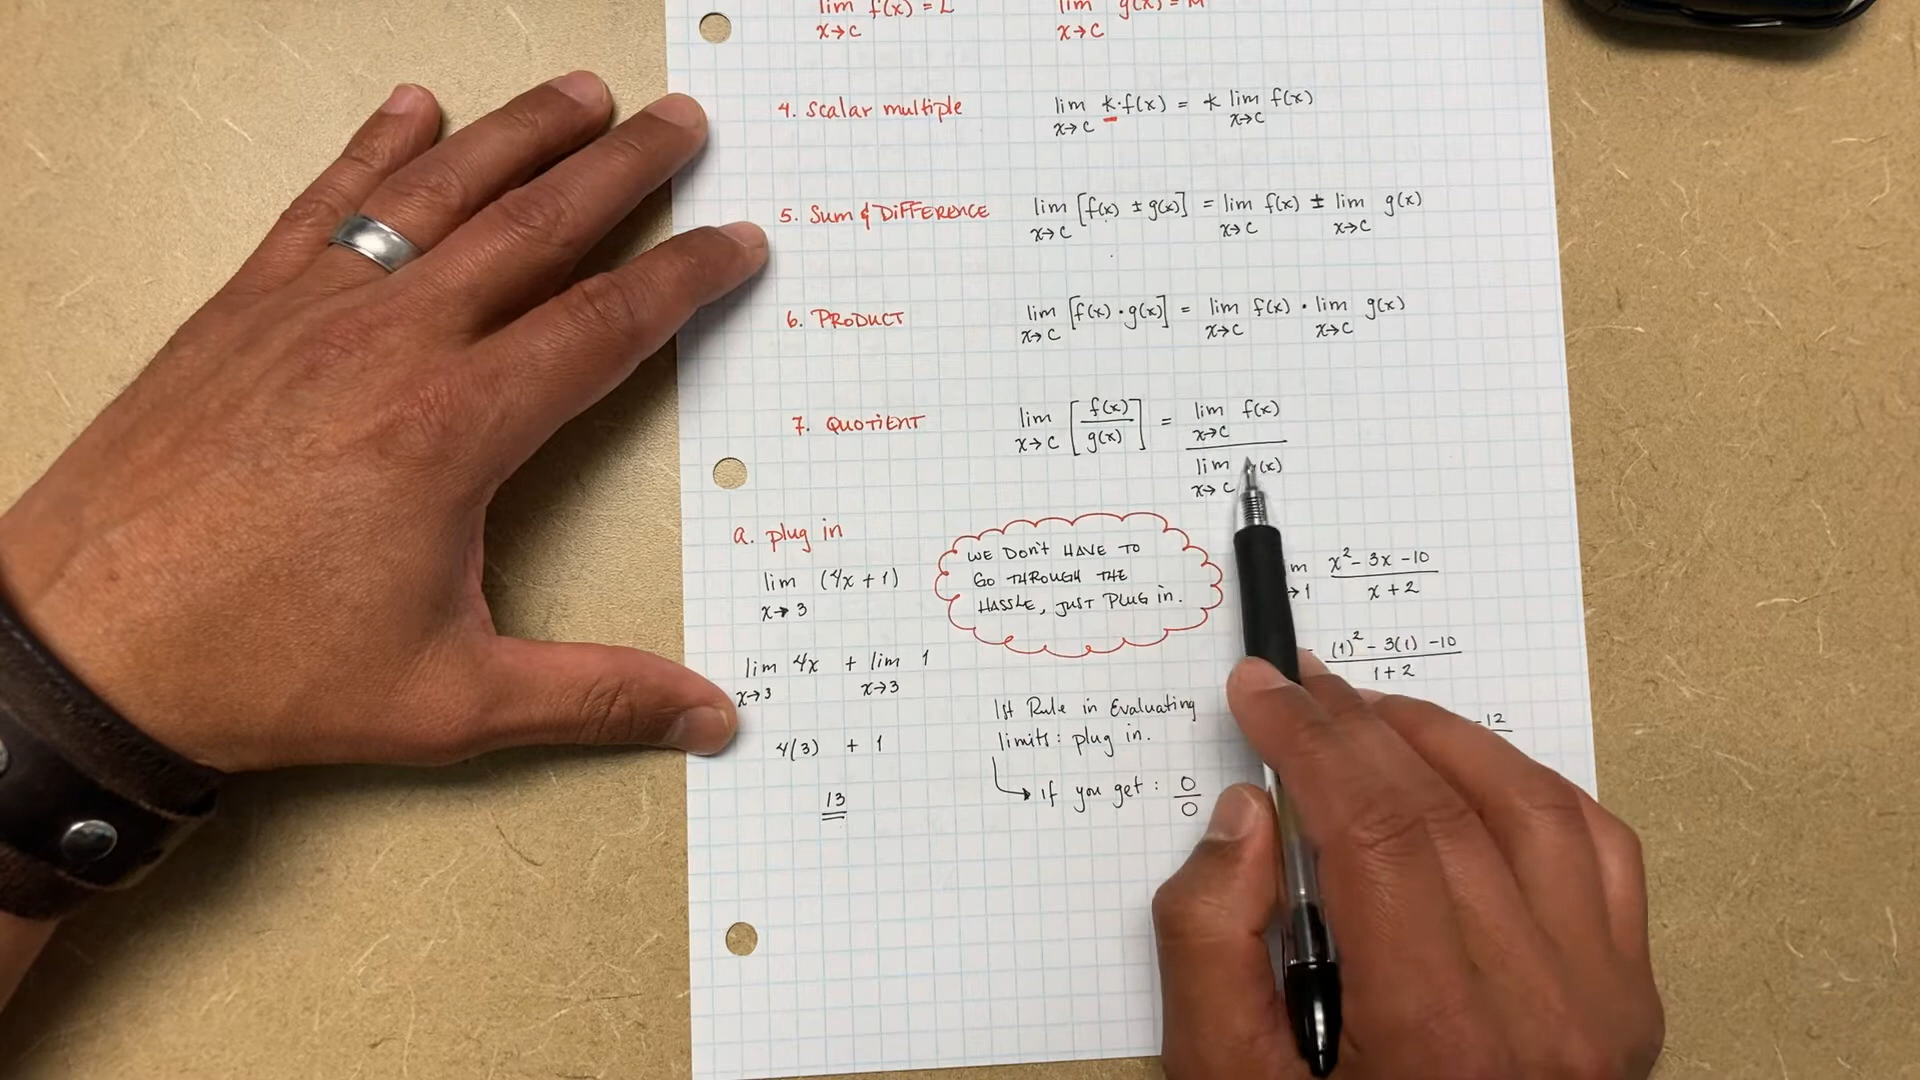 lim f(x) = L
x→c
lim g(x) = M
x→c
4. Scalar multiple
lim k·f(x) = k lim f(x)
x→c x→c
5. Sum & DiFFERENCE
lim [f(x) ± g(x)] = lim f(x) ± lim g(x)
x→c x→c x→c
6. PRODUCT
lim [f(x) · g(x)] = lim f(x) · lim g(x)
x→c x→c x→c
7. QUOTiENT
lim [f(x)/g(x)] = lim f(x)
x→c x→c
lim (x)
x→c
a. plug in
lim (4x + 1)
x→3
lim 4x + lim 1
x→3 x→3
4(3) + 1
13
WE DON't HAVE TO
GO THROUGH THE
HASSLE, JUST PLUG in.
1st Rule in Evaluating
limits: plug in.
→ if you get: 0/0
m x² - 3x - 10
→1 x + 2
(1)² - 3(1) - 10
1 + 2
-12